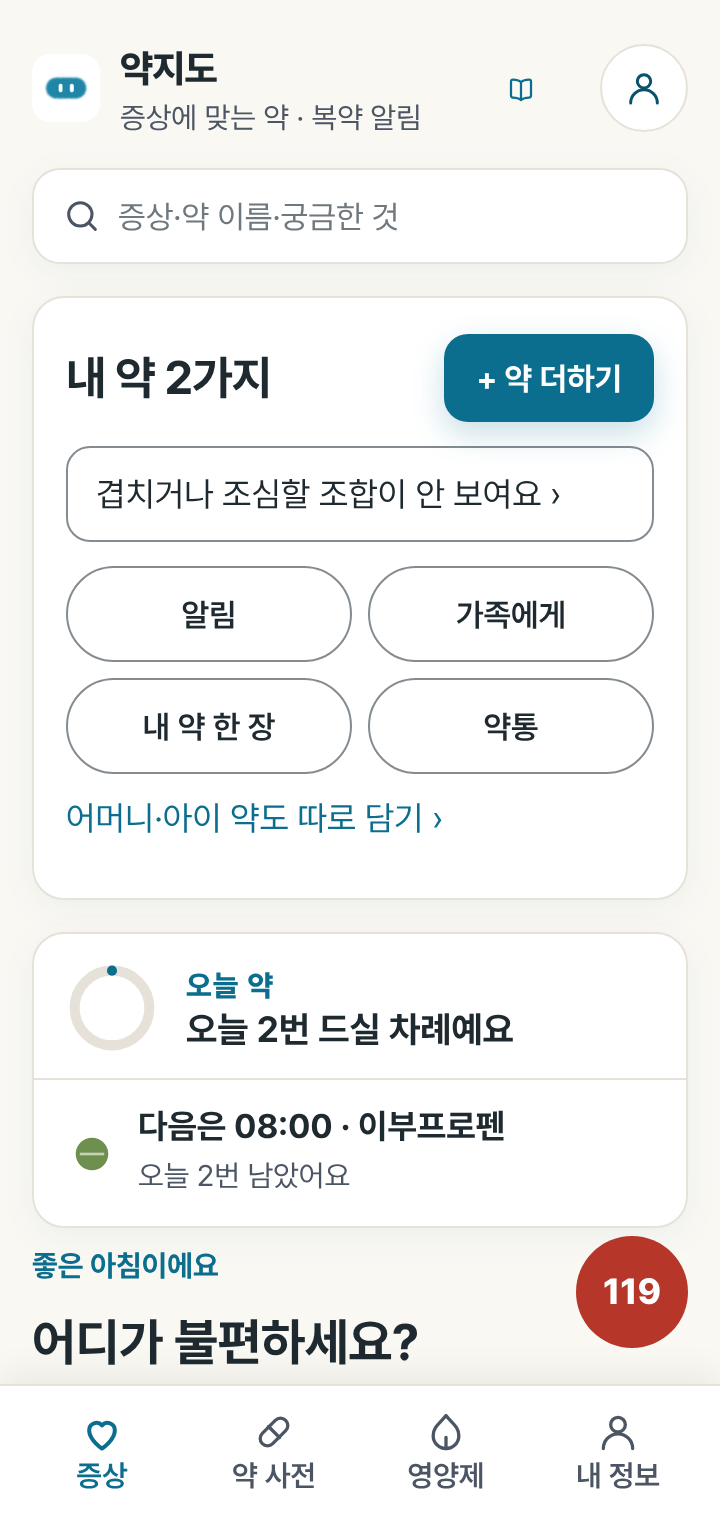 약지도
증상에 맞는 약 · 복약 알림
증상·약 이름·궁금한 것
내 약 2가지
+ 약 더하기
겹치거나 조심할 조합이 안 보여요 ›
알림
가족에게
내 약 한 장
약통
어머니·아이 약도 따로 담기 ›
오늘 약
오늘 2번 드실 차례예요
다음은 08:00 · 이부프로펜
오늘 2번 남았어요
좋은 아침이에요
119
어디가 불편하세요?
증상
약 사전
영양제
내 정보